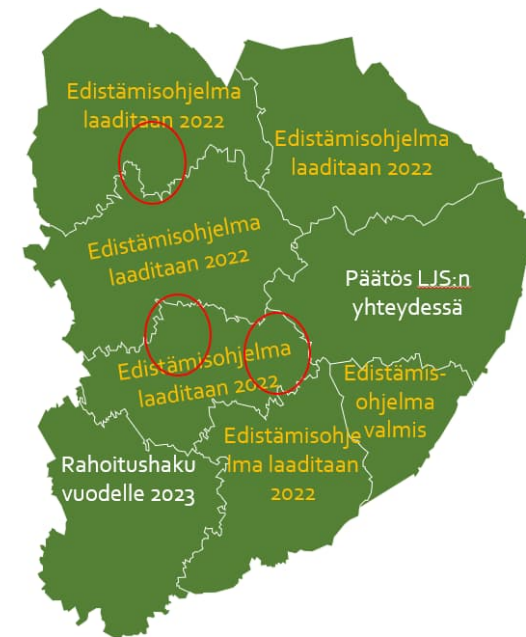 Edistämisohjelma
laaditaan 2022
Edistämisohjelma
laaditaan 2022
Edistämisohjelma
laaditaan 2022
Päätös LJS:n
yhteydessä
Edistämisohjelma
laaditaan 2022
Edistämis-
ohjelma
valmis
Edistämisohje
lma laaditaan
2022
Rahoitushaku
vuodelle 2023